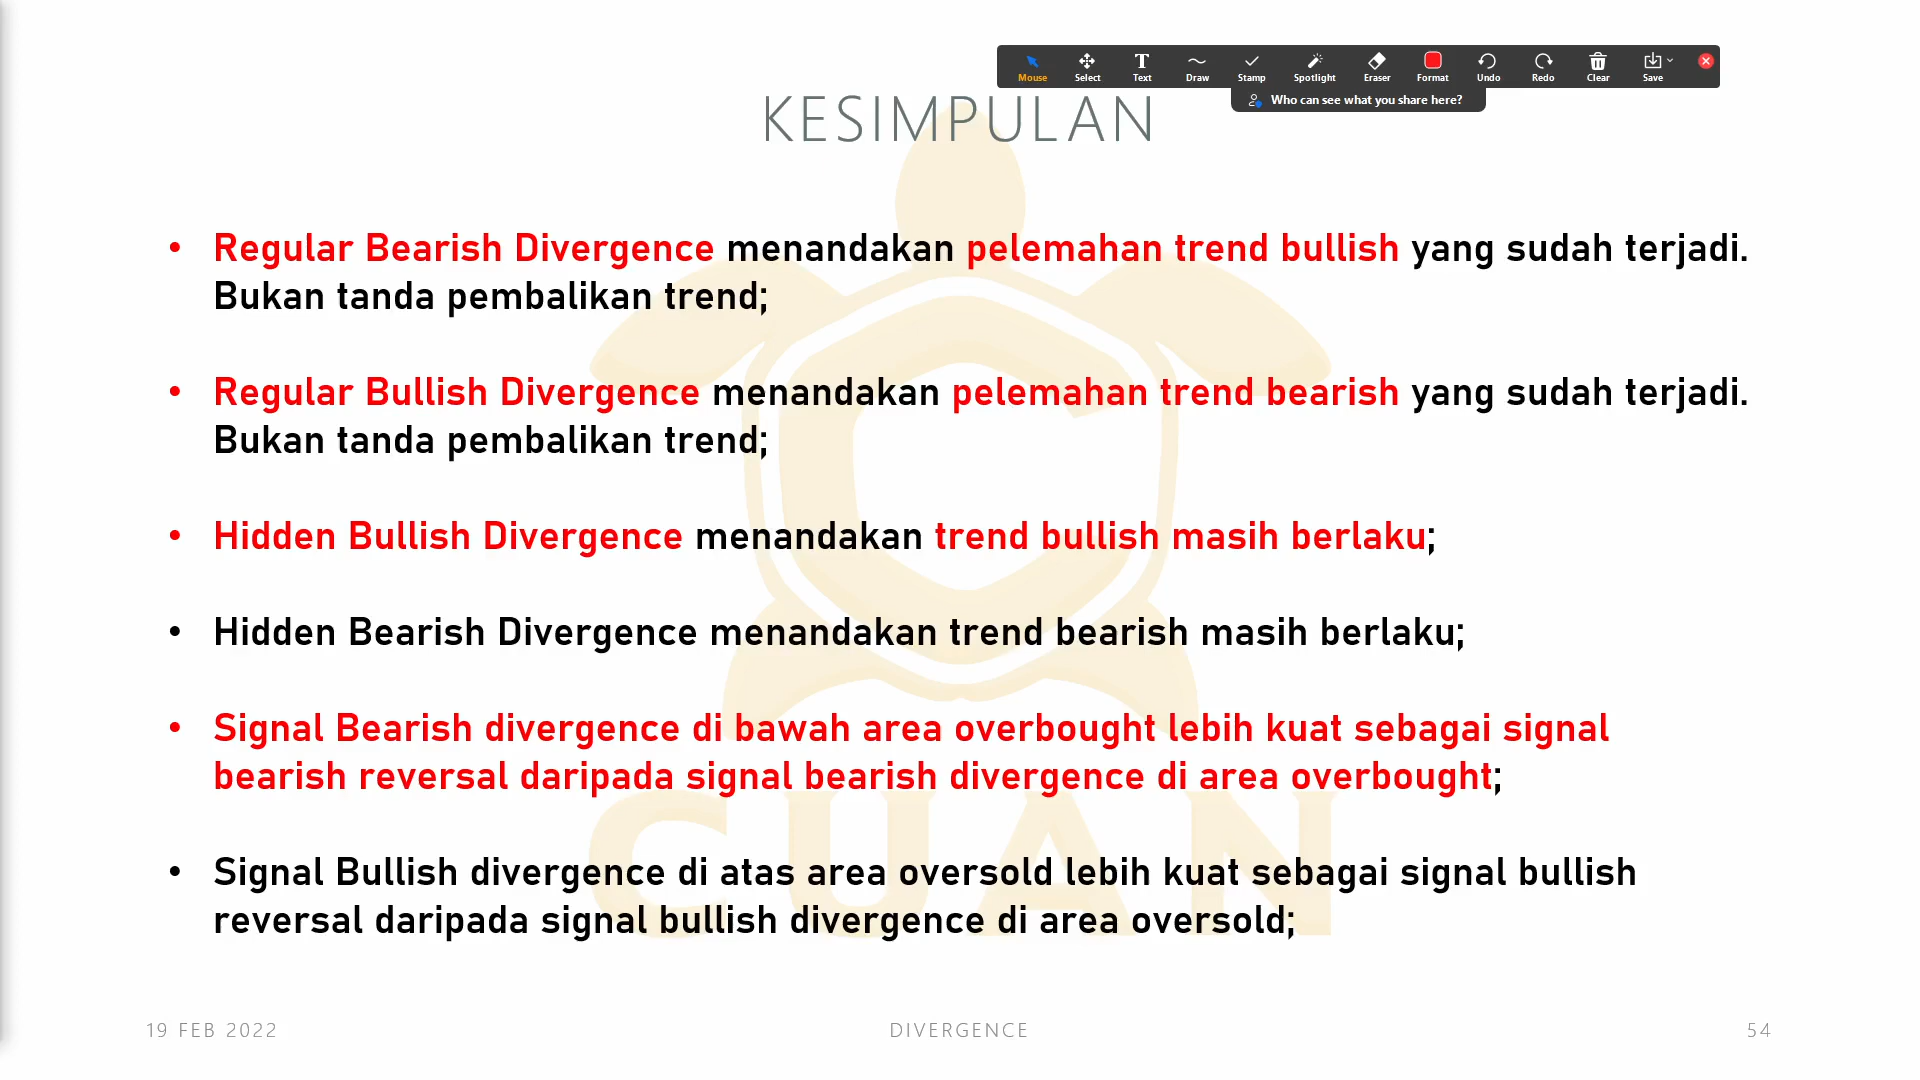 Mouse Select Text Draw Stamp Spotlight Eraser Format Undo Redo Clear Save
Who can see what you share here?
KESIMPULAN
• Regular Bearish Divergence menandakan pelemahan trend bullish yang sudah terjadi.
Bukan tanda pembalikan trend;
• Regular Bullish Divergence menandakan pelemahan trend bearish yang sudah terjadi.
Bukan tanda pembalikan trend;
• Hidden Bullish Divergence menandakan trend bullish masih berlaku;
• Hidden Bearish Divergence menandakan trend bearish masih berlaku;
• Signal Bearish divergence di bawah area overbought lebih kuat sebagai signal
bearish reversal daripada signal bearish divergence di area overbought;
• Signal Bullish divergence di atas area oversold lebih kuat sebagai signal bullish
reversal daripada signal bullish divergence di area oversold;
CUAN
19 FEB 2022 DIVERGENCE 54